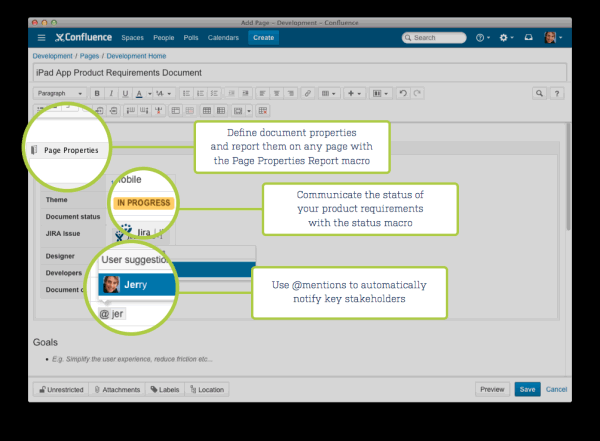 Add Page – Development – Confluence
Confluence Spaces People Polls Calendars Create Search
Development / Pages / Development Home
iPad App Product Requirements Document
Paragraph B I U A
Page Properties
Define document properties
and report them on any page with
the Page Properties Report macro
Mobile
Theme
IN PROGRESS
Communicate the status of
your product requirements
with the status macro
Document status
JIRA Issue
Jira
Designer
User suggestio
Developers
Jerry
Use @mentions to automatically
notify key stakeholders
Document
@ jer
Goals
• E.g. Simplify the user experience, reduce friction etc...
Unrestricted Attachments Labels Location Preview Save Cancel